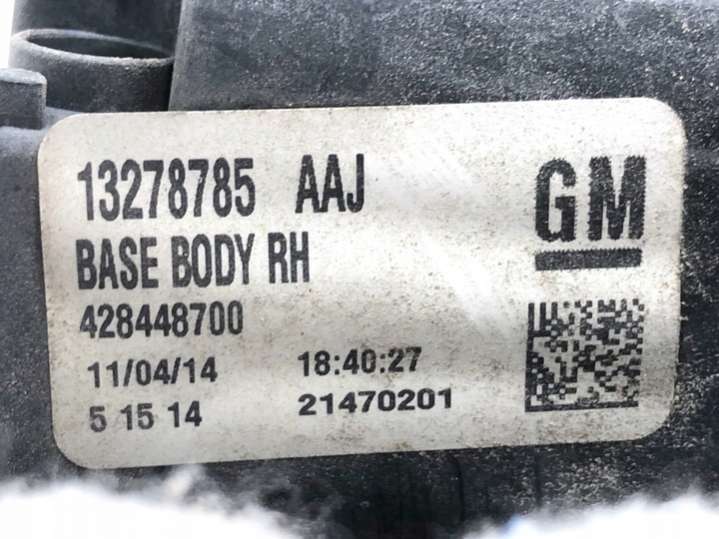 13278785 AAJ
GM
BASE BODY RH
428448700
11/04/14 18:40:27
5 15 14 21470201